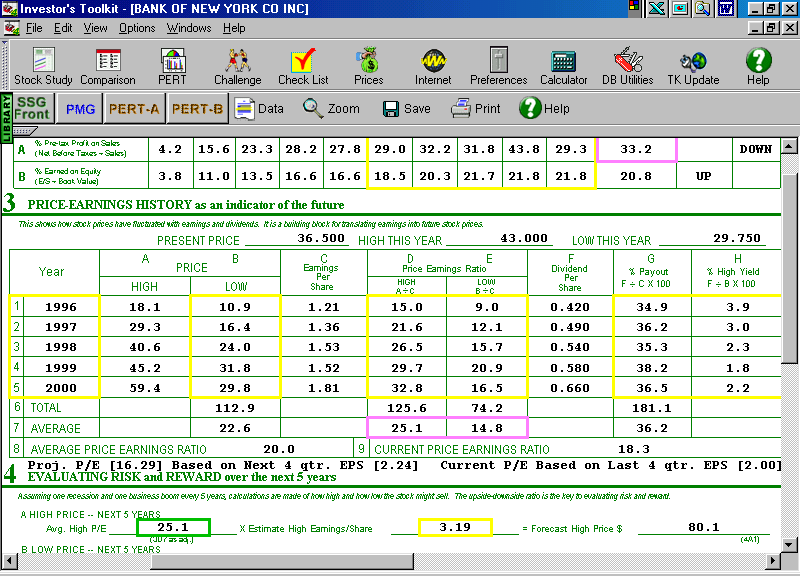 Investor's Toolkit - [BANK OF NEW YORK CO INC]
File Edit View Options Windows Help
Stock Study Comparison PERT Challenge Check List Prices Internet Preferences Calculator DB Utilities TK Update Help
LIBRARY SSG Front PMG PERT-A PERT-B Data Zoom Save Print Help
A % Pre-tax Profit on Sales (Net Before Taxes ÷ Sales) 4.2 15.6 23.3 28.2 27.8 29.0 32.2 31.8 43.8 29.3 33.2 DOWN
B % Earned on Equity (E/S ÷ Book Value) 3.8 11.0 13.5 16.6 16.6 18.5 20.3 21.7 21.8 21.8 20.8 UP
3 PRICE-EARNINGS HISTORY as an indicator of the future
This shows how stock prices have fluctuated with earnings and dividends. It is a building block for translating earnings into future stock prices.
PRESENT PRICE 36.500 HIGH THIS YEAR 43.000 LOW THIS YEAR 29.750
A B C D E F G H
Year PRICE Earnings Per Share Price Earnings Ratio Dividend Per Share % Payout F ÷ C X 100 % High Yield F ÷ B X 100
HIGH LOW HIGH A ÷ C LOW B ÷ C
1 1996 18.1 10.9 1.21 15.0 9.0 0.420 34.9 3.9
2 1997 29.3 16.4 1.36 21.6 12.1 0.490 36.2 3.0
3 1998 40.6 24.0 1.53 26.5 15.7 0.540 35.3 2.3
4 1999 45.2 31.8 1.52 29.7 20.9 0.580 38.2 1.8
5 2000 59.4 29.8 1.81 32.8 16.5 0.660 36.5 2.2
6 TOTAL 112.9 125.6 74.2 181.1
7 AVERAGE 22.6 25.1 14.8 36.2
8 AVERAGE PRICE EARNINGS RATIO 20.0 9 CURRENT PRICE EARNINGS RATIO 18.3
Proj. P/E [16.29] Based on Next 4 qtr. EPS [2.24] Current P/E Based on Last 4 qtr. EPS [2.00]
4 EVALUATING RISK and REWARD over the next 5 years
Assuming one recession and one business boom every 5 years, calculations are made of how high and how low the stock might sell. The upside-downside ratio is the key to evaluating risk and reward.
A HIGH PRICE -- NEXT 5 YEARS
Avg. High P/E 25.1 X Estimate High Earnings/Share 3.19 = Forecast High Price $ 80.1
(3D7 as adj.) (4A1)
B LOW PRICE -- NEXT 5 YEARS